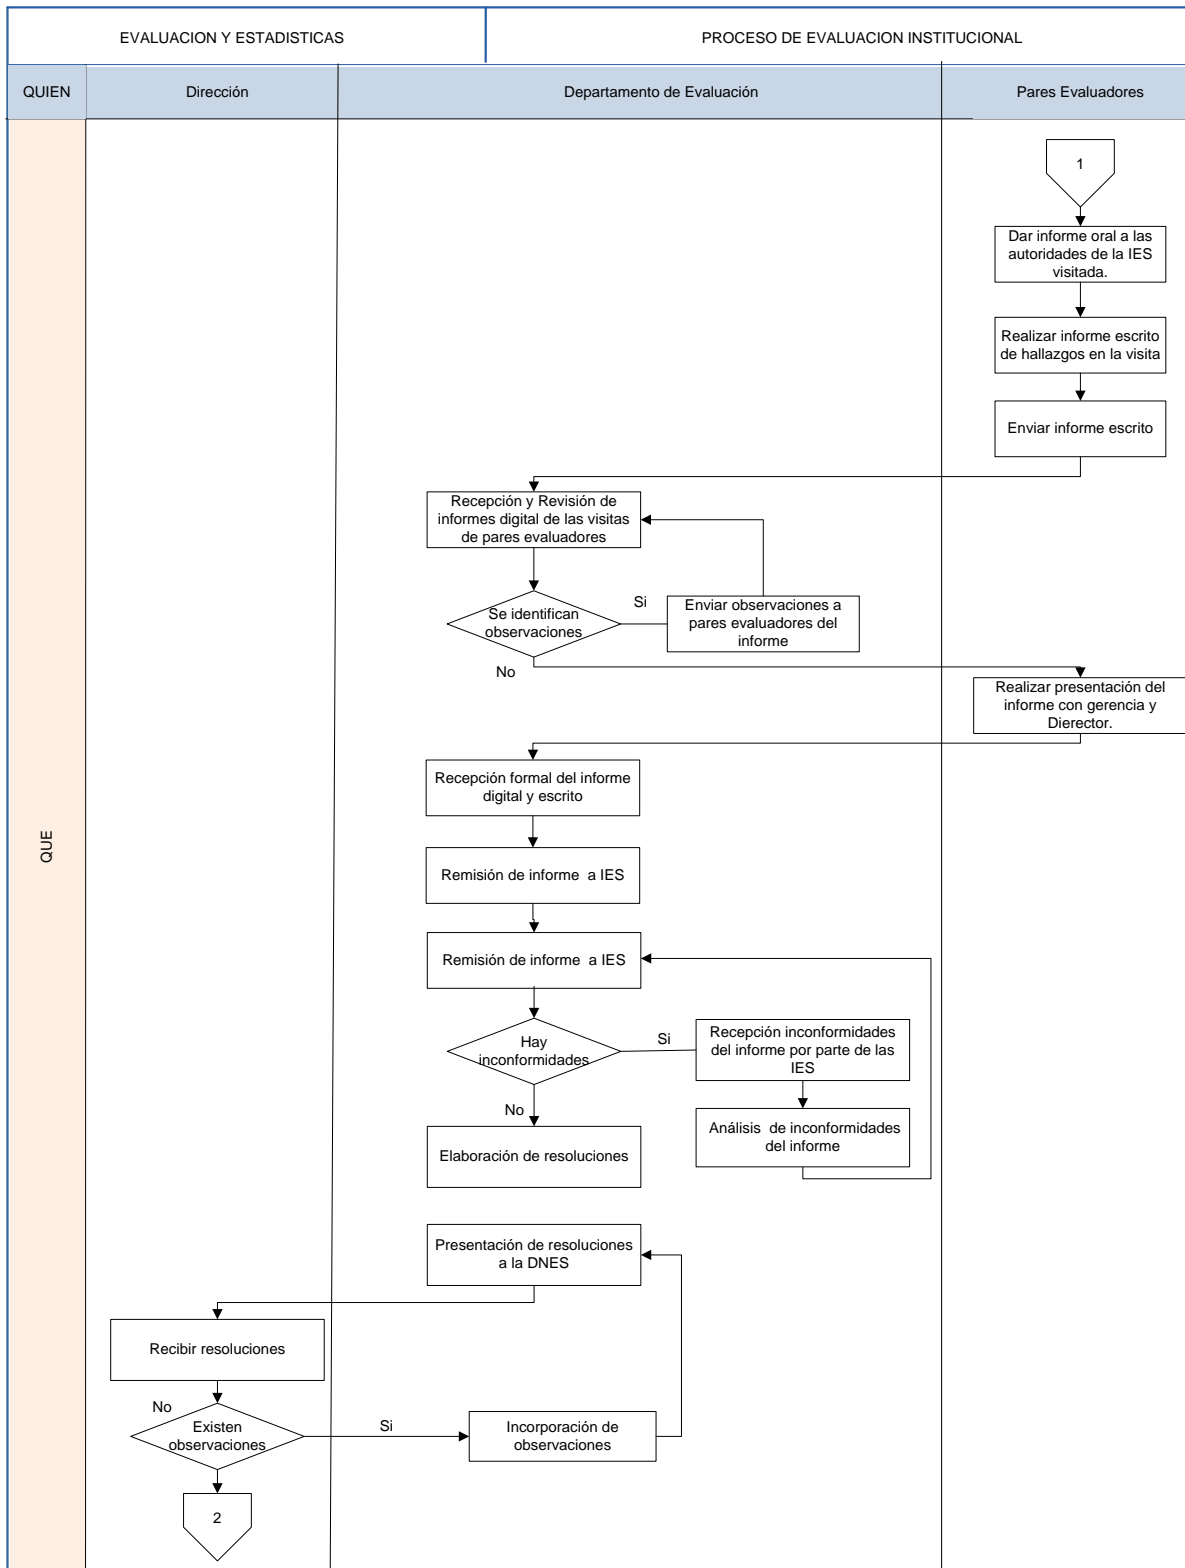 EVALUACION Y ESTADISTICAS
PROCESO DE EVALUACION INSTITUCIONAL
QUIEN
Dirección
Departamento de Evaluación
Pares Evaluadores
QUE
1
Dar informe oral a las
autoridades de la IES
visitada.
Realizar informe escrito
de hallazgos en la visita
Enviar informe escrito
Recepción y Revisión de
informes digital de las visitas
de pares evaluadores
Se identifican
observaciones
Si
Enviar observaciones a
pares evaluadores del
informe
No
Realizar presentación del
informe con gerencia y
Dierector.
Recepción formal del informe
digital y escrito
Remisión de informe a IES
Remisión de informe a IES
Hay
inconformidades
Si
Recepción inconformidades
del informe por parte de las
IES
No
Análisis de inconformidades
del informe
Elaboración de resoluciones
Presentación de resoluciones
a la DNES
Recibir resoluciones
No
Existen
observaciones
Si
Incorporación de
observaciones
2